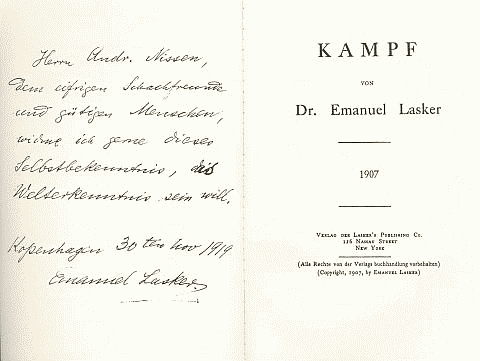 Herrn Andr. Nissen,
dem eifrigen Schachfreunde
und gütigen Menschen,
widme ich gerne dieses
Selbstbekenntnis, das
Welterkenntnis sein will.
Kopenhagen 30ten Nov 1919
Emanuel Lasker
KAMPF
VON
Dr. Emanuel Lasker
1907
VERLAG DES LASKER'S PUBLISHING CO.
116 NASSAU STREET
NEW YORK
(Alle Rechte von der Verlags buchhandlung vorbehalten)
(Copyright, 1907, by EMANUEL LASKER)